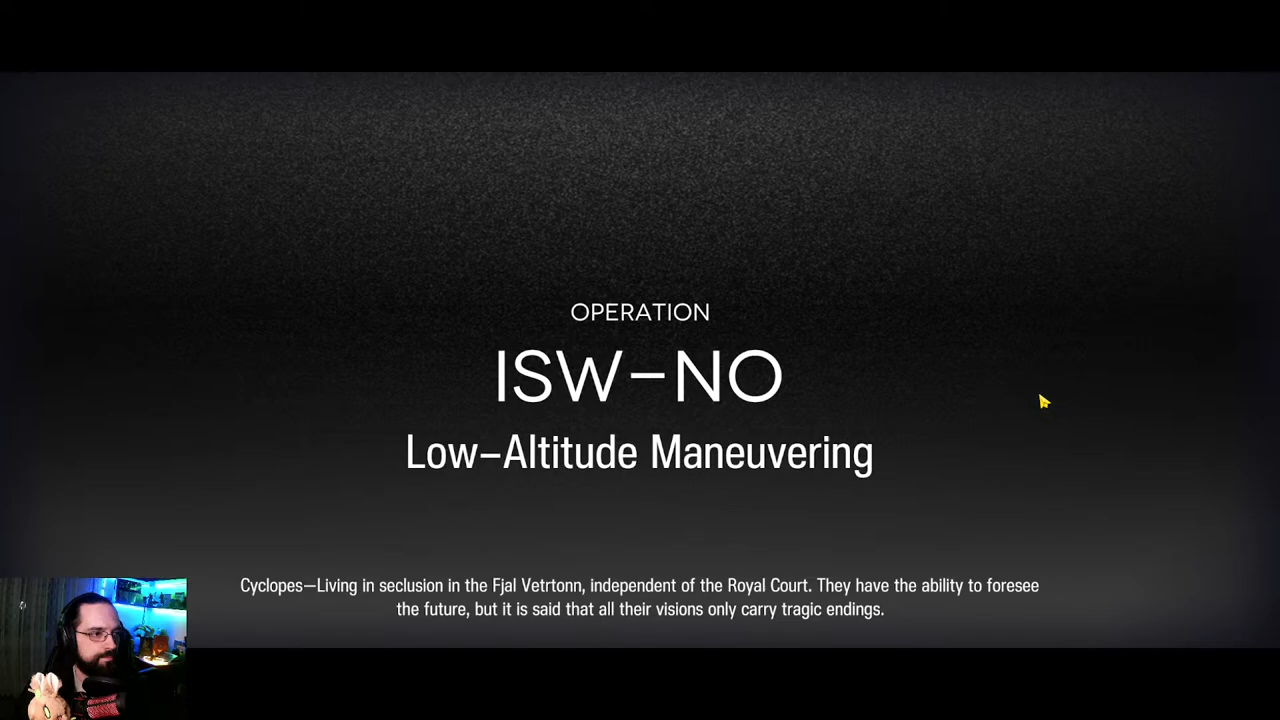 OPERATION
ISW-NO
Low-Altitude Maneuvering
Cyclopes—Living in seclusion in the Fjal Vetrtonn, independent of the Royal Court. They have the ability to foresee
the future, but it is said that all their visions only carry tragic endings.